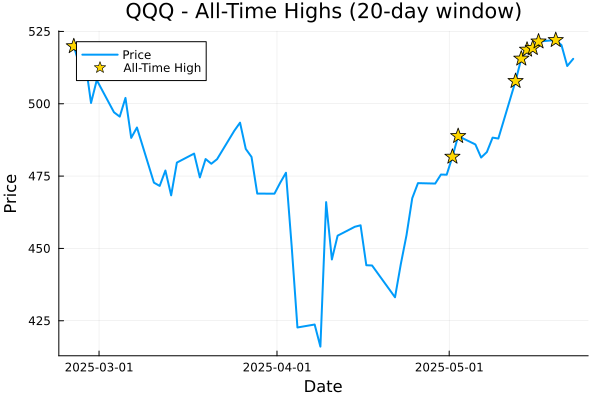 QQQ - All-Time Highs (20-day window)
525
Price
All-Time High
500
475
Price
450
425
2025-03-01
2025-04-01
2025-05-01
Date